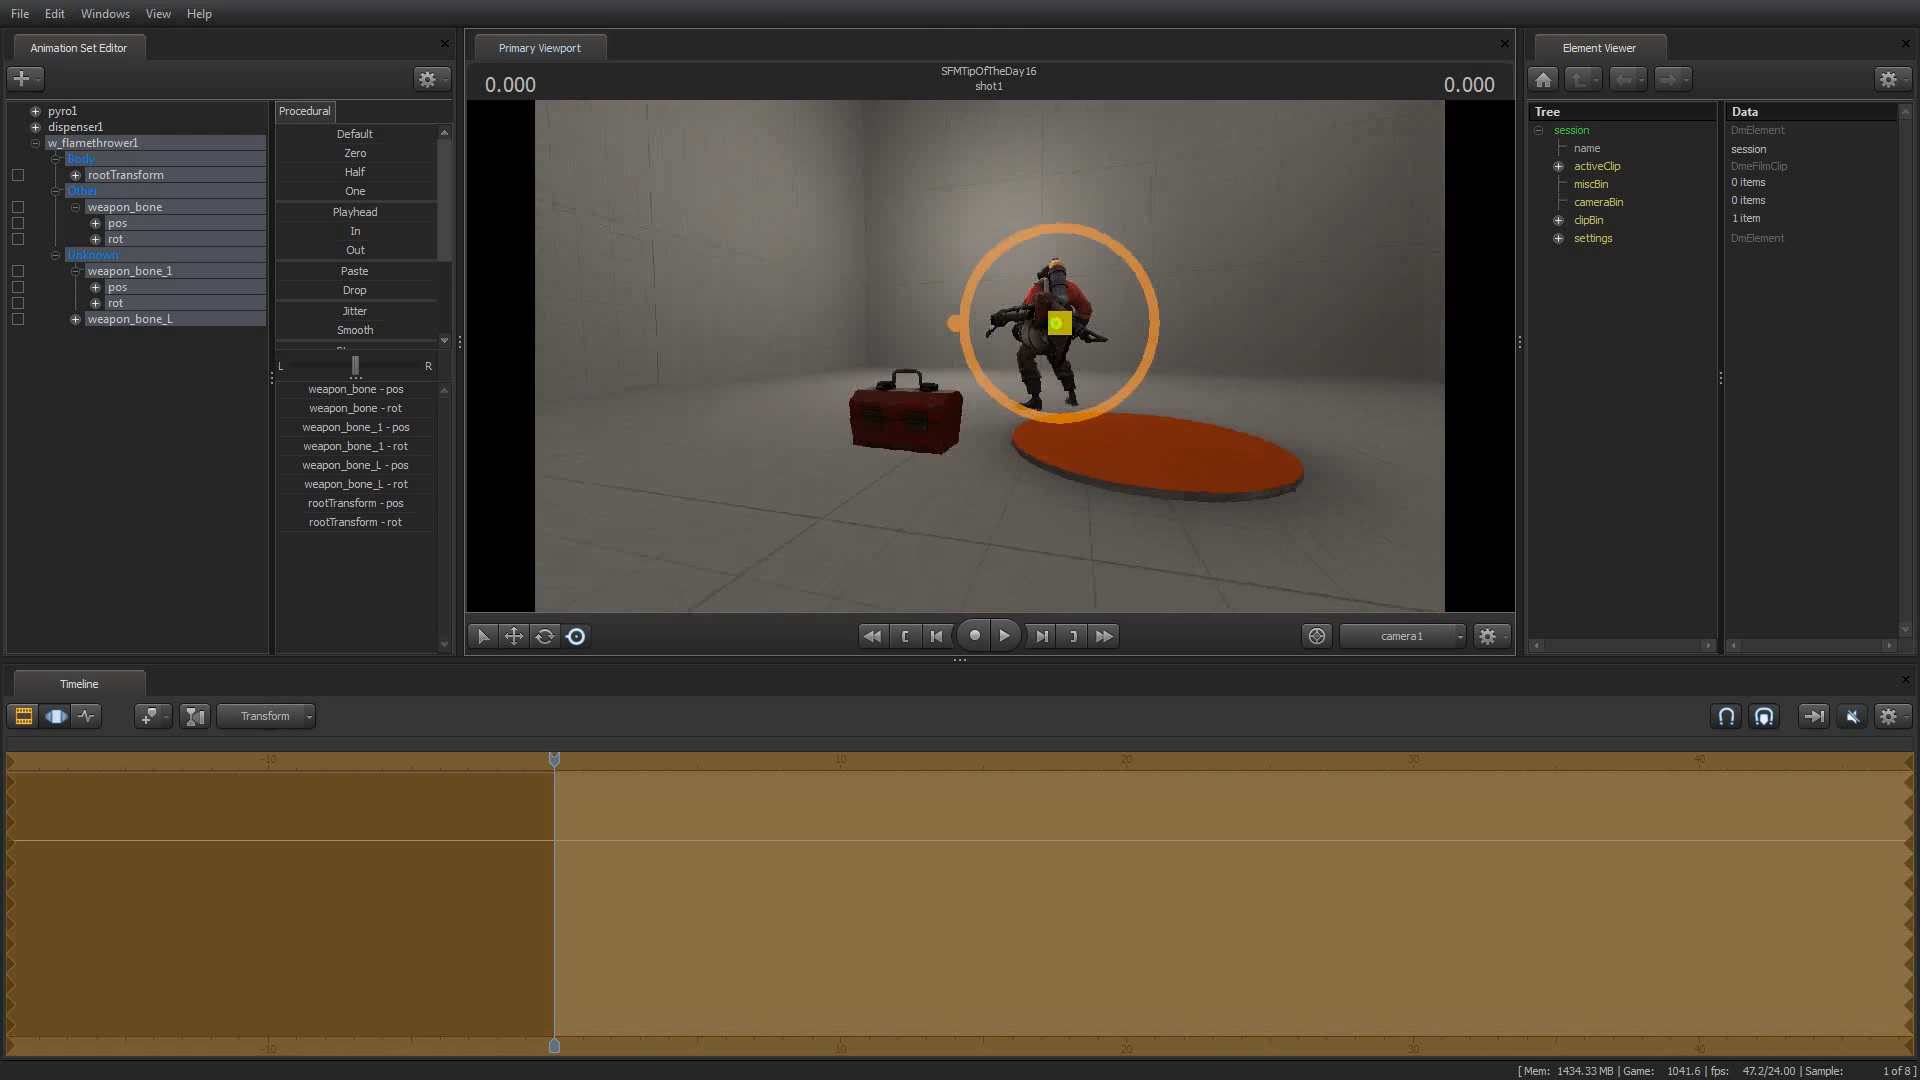 File Edit Windows View Help
Animation Set Editor
pyro1
dispenser1
w_flamethrower1
Body
rootTransform
Other
weapon_bone
pos
rot
Unknown
weapon_bone_1
pos
rot
weapon_bone_L
Procedural
Default
Zero
Half
One
Playhead
In
Out
Paste
Drop
Jitter
Smooth
L R
weapon_bone - pos
weapon_bone - rot
weapon_bone_1 - pos
weapon_bone_1 - rot
weapon_bone_L - pos
weapon_bone_L - rot
rootTransform - pos
rootTransform - rot
Primary Viewport
SFMTipOfTheDay16
0.000 shot1 0.000
camera1
Element Viewer
Tree Data
session DmElement
name session
activeClip DmeFilmClip
miscBin 0 items
cameraBin 0 items
clipBin 1 item
settings DmElement
Timeline
Transform
-10 10 20 30 40
-10 10 20 30 40
[ Mem: 1434.33 MB | Game: 1041.6 | fps: 47.2/24.00 | Sample: 1 of 8 ]